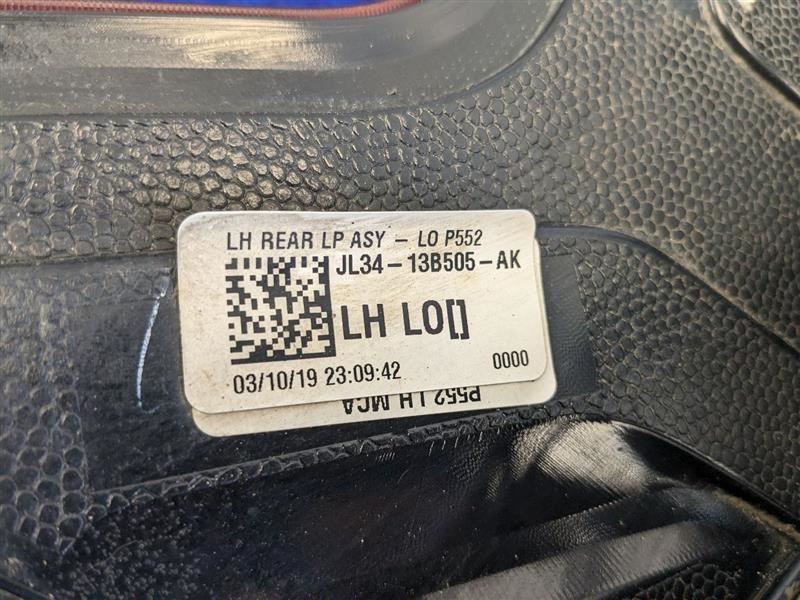 LH REAR LP ASY - LO P552
JL34-13B505-AK
LH LO[]
03/10/19 23:09:42
0000
P552 LH MCA